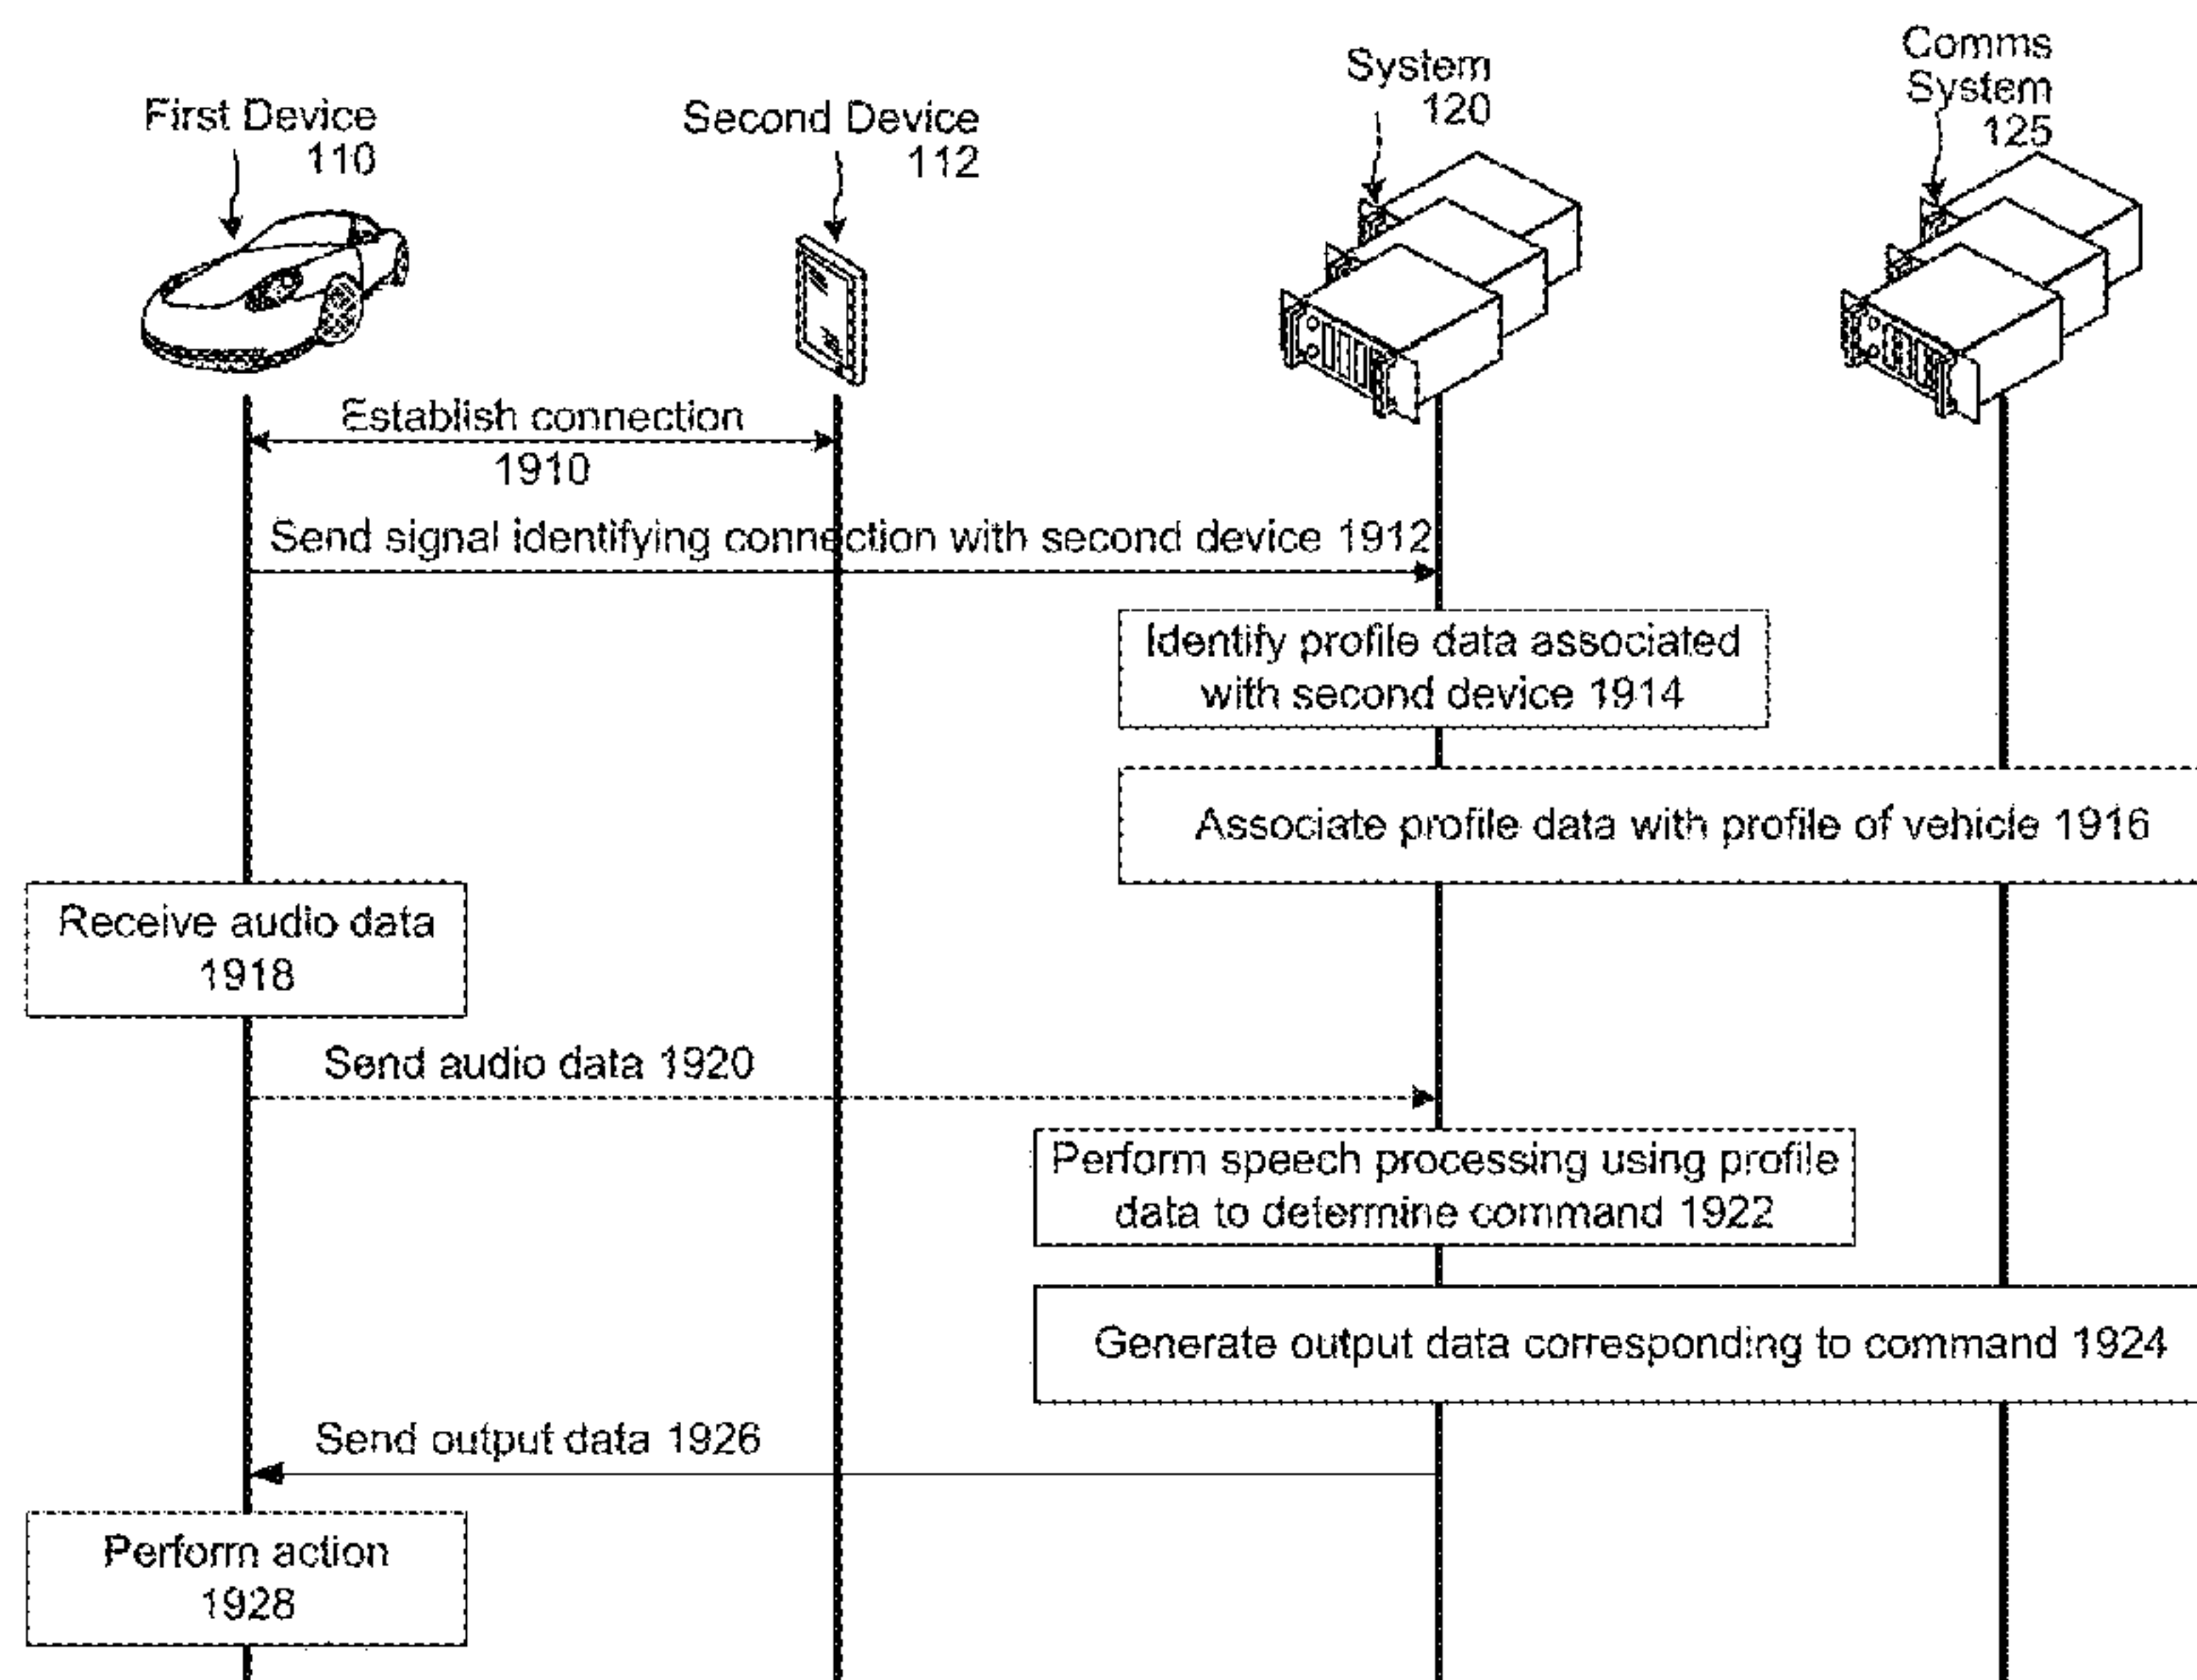 First Device
110
Second Device
112
System
120
Comms
System
125
Establish connection
1910
Send signal identifying connection with second device 1912
Identify profile data associated
with second device 1914
Associate profile data with profile of vehicle 1916
Receive audio data
1918
Send audio data 1920
Perform speech processing using profile
data to determine command 1922
Generate output data corresponding to command 1924
Send output data 1926
Perform action
1928